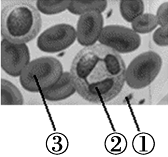 ③ ② ①